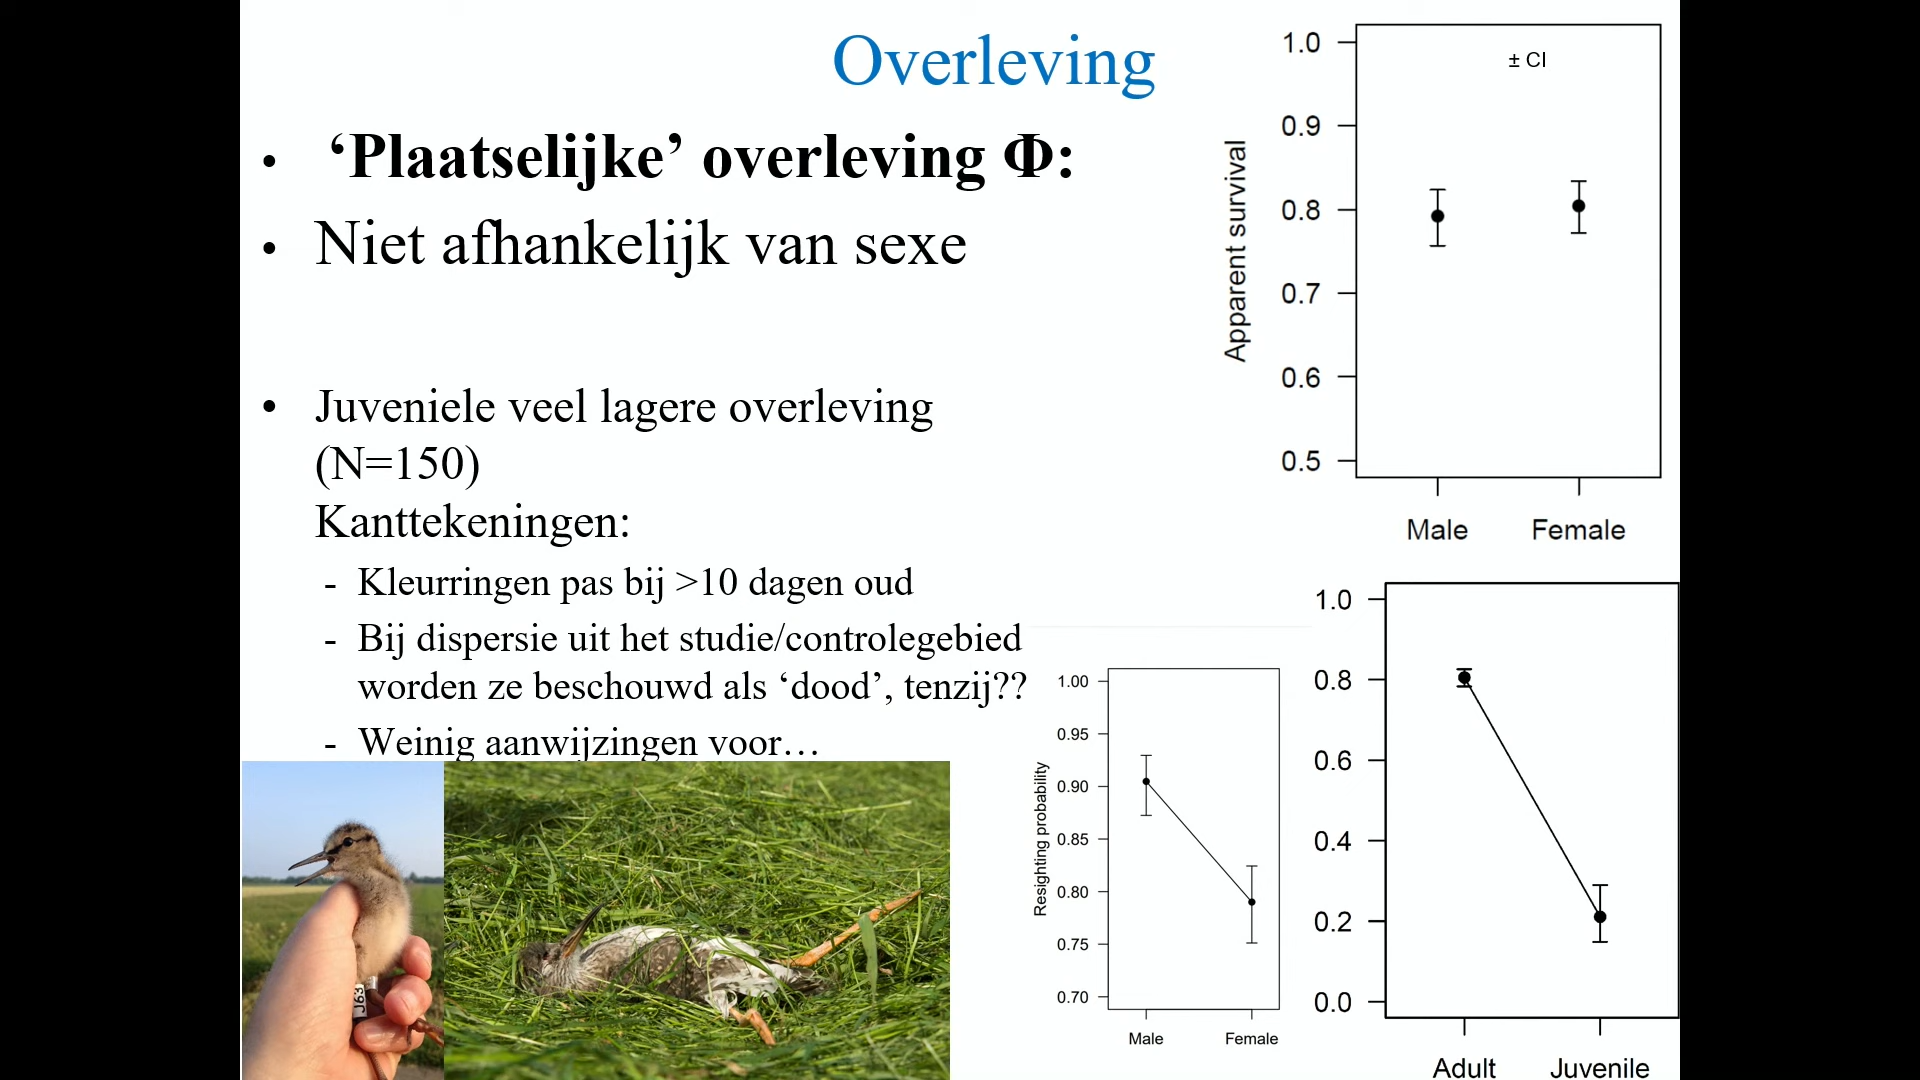 Overleving
• ‘Plaatselijke’ overleving Φ:
• Niet afhankelijk van sexe
• Juveniele veel lagere overleving
(N=150)
Kanttekeningen:
- Kleurringen pas bij >10 dagen oud
- Bij dispersie uit het studie/controlegebied
worden ze beschouwd als ‘dood’, tenzij??
- Weinig aanwijzingen voor…
J63
± CI
Apparent survival
1.0
0.9
0.8
0.7
0.6
0.5
Male Female
Resighting probability
1.00
0.95
0.90
0.85
0.80
0.75
0.70
Male Female
1.0
0.8
0.6
0.4
0.2
0.0
Adult Juvenile